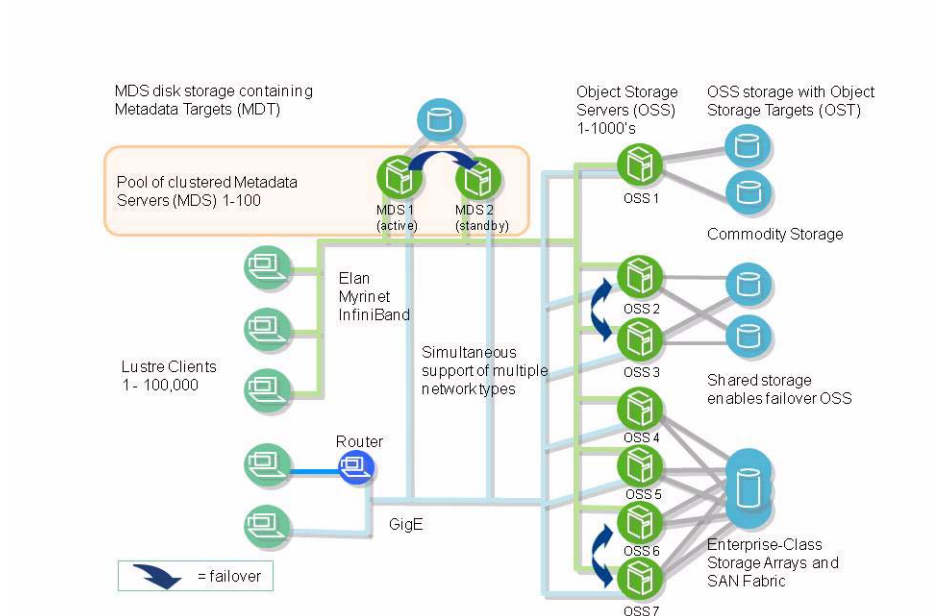 MDS disk storage containing
Metadata Targets (MDT)
Object Storage
Servers (OSS)
1-1000's
OSS storage with Object
Storage Targets (OST)
Pool of clustered Metadata
Servers (MDS) 1-100
MDS 1
(active)
MDS 2
(standby)
OSS 1
Commodity Storage
Elan
Myrinet
InfiniBand
OSS 2
Simultaneous
support of multiple
network types
Lustre Clients
1 - 100,000
OSS 3
Shared storage
enables failover OSS
OSS 4
Router
OSS 5
GigE
OSS 6
Enterprise-Class
Storage Arrays and
SAN Fabric
= failover
OSS 7